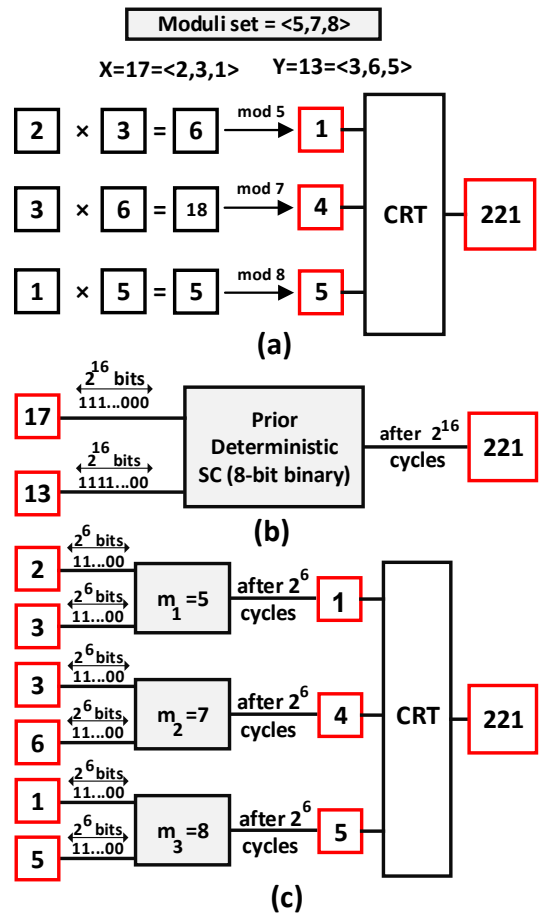 Moduli set = <5,7,8>
X=17=<2,3,1> Y=13=<3,6,5>
2 × 3 = 6 mod 5 1
3 × 6 = 18 mod 7 4
1 × 5 = 5 mod 8 5
CRT
221
(a)
2^16 bits
111...000
17
2^16 bits
1111...00
13
Prior
Deterministic
SC (8-bit binary)
after 2^16
cycles
221
(b)
2^6 bits
11...00
2
2^6 bits
11...00
3
m_1=5
after 2^6
cycles
1
2^6 bits
11...00
3
2^6 bits
11...00
6
m_2=7
after 2^6
cycles
4
2^6 bits
11...00
1
2^6 bits
11...00
5
m_3=8
after 2^6
cycles
5
CRT
221
(c)